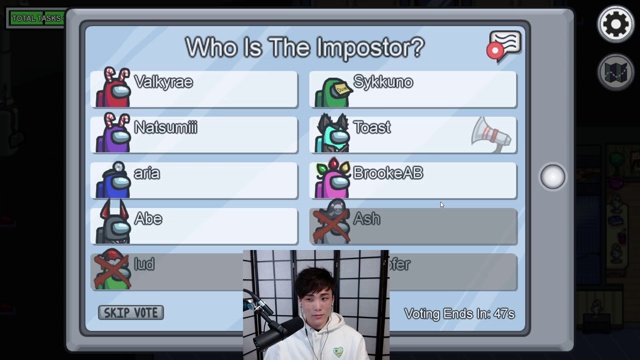 TOTAL TASKS
Who Is The Impostor?
Valkyrae
Sykkuno
Natsumiii
Toast
aria
BrookeAB
Abe
Ash
lud
SKIP VOTE
Voting Ends In: 47s